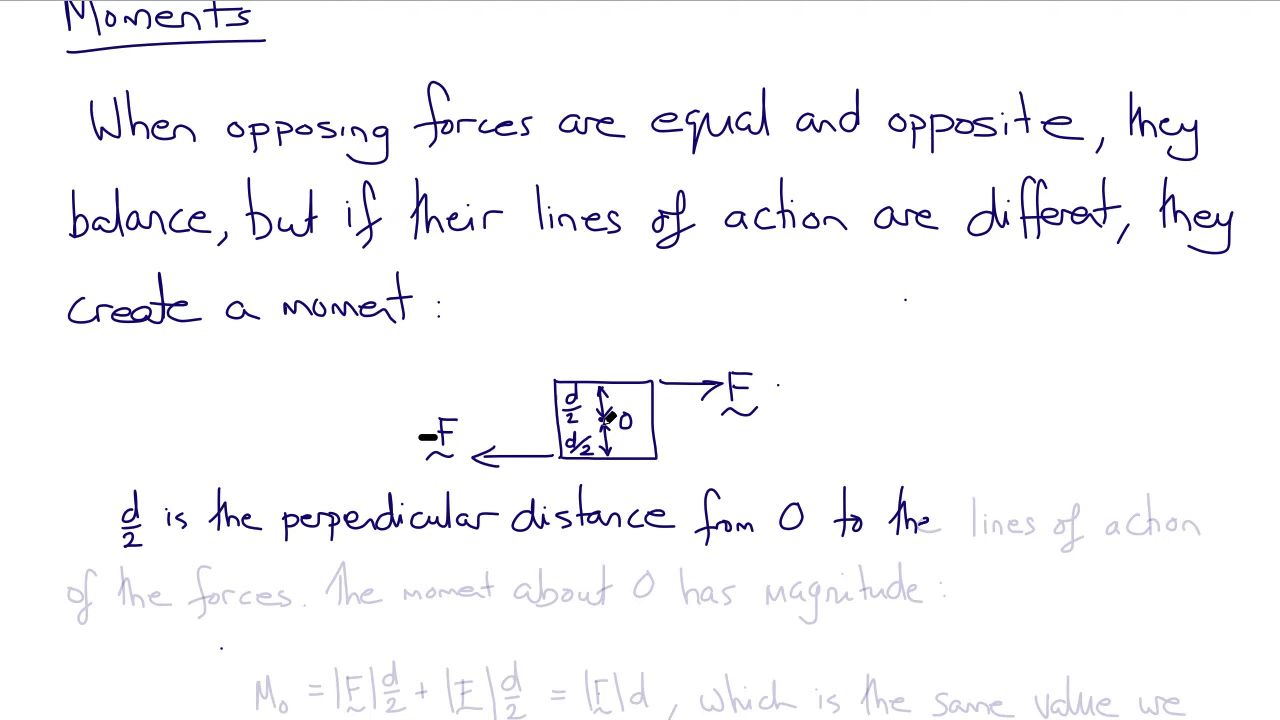 Moments
When opposing forces are equal and opposite, they
balance, but if their lines of action are different, they
create a moment :
d/2 O F
-F d/2
d/2 is the perpendicular distance from O to the lines of action
of the forces. The moment about O has magnitude :
M₀ = |F| d/2 + |F| d/2 = |F| d , which is the same value we